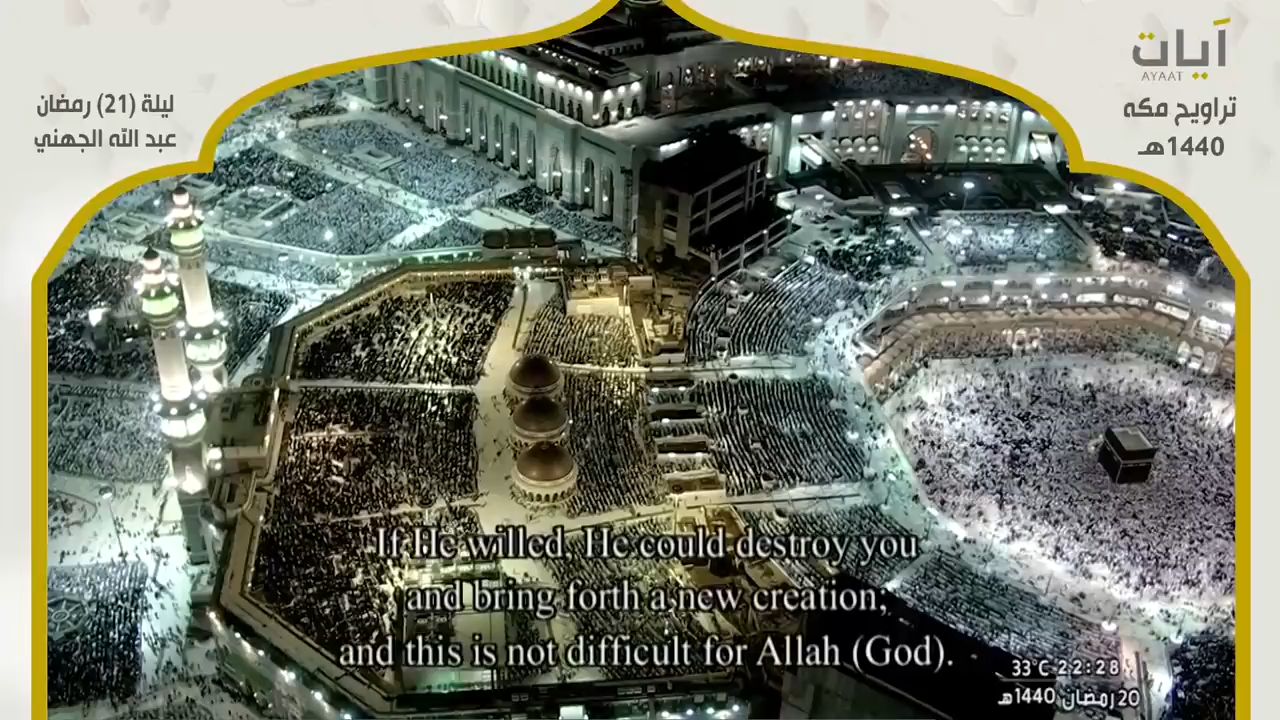 آيات
AYAAT
تراويح مكه
1440هـ
ليلة (21) رمضان
عبد الله الجهني
If He willed, He could destroy you
and bring forth a new creation;
and this is not difficult for Allah (God).
33°C 22:28
20 رمضان 1440هـ